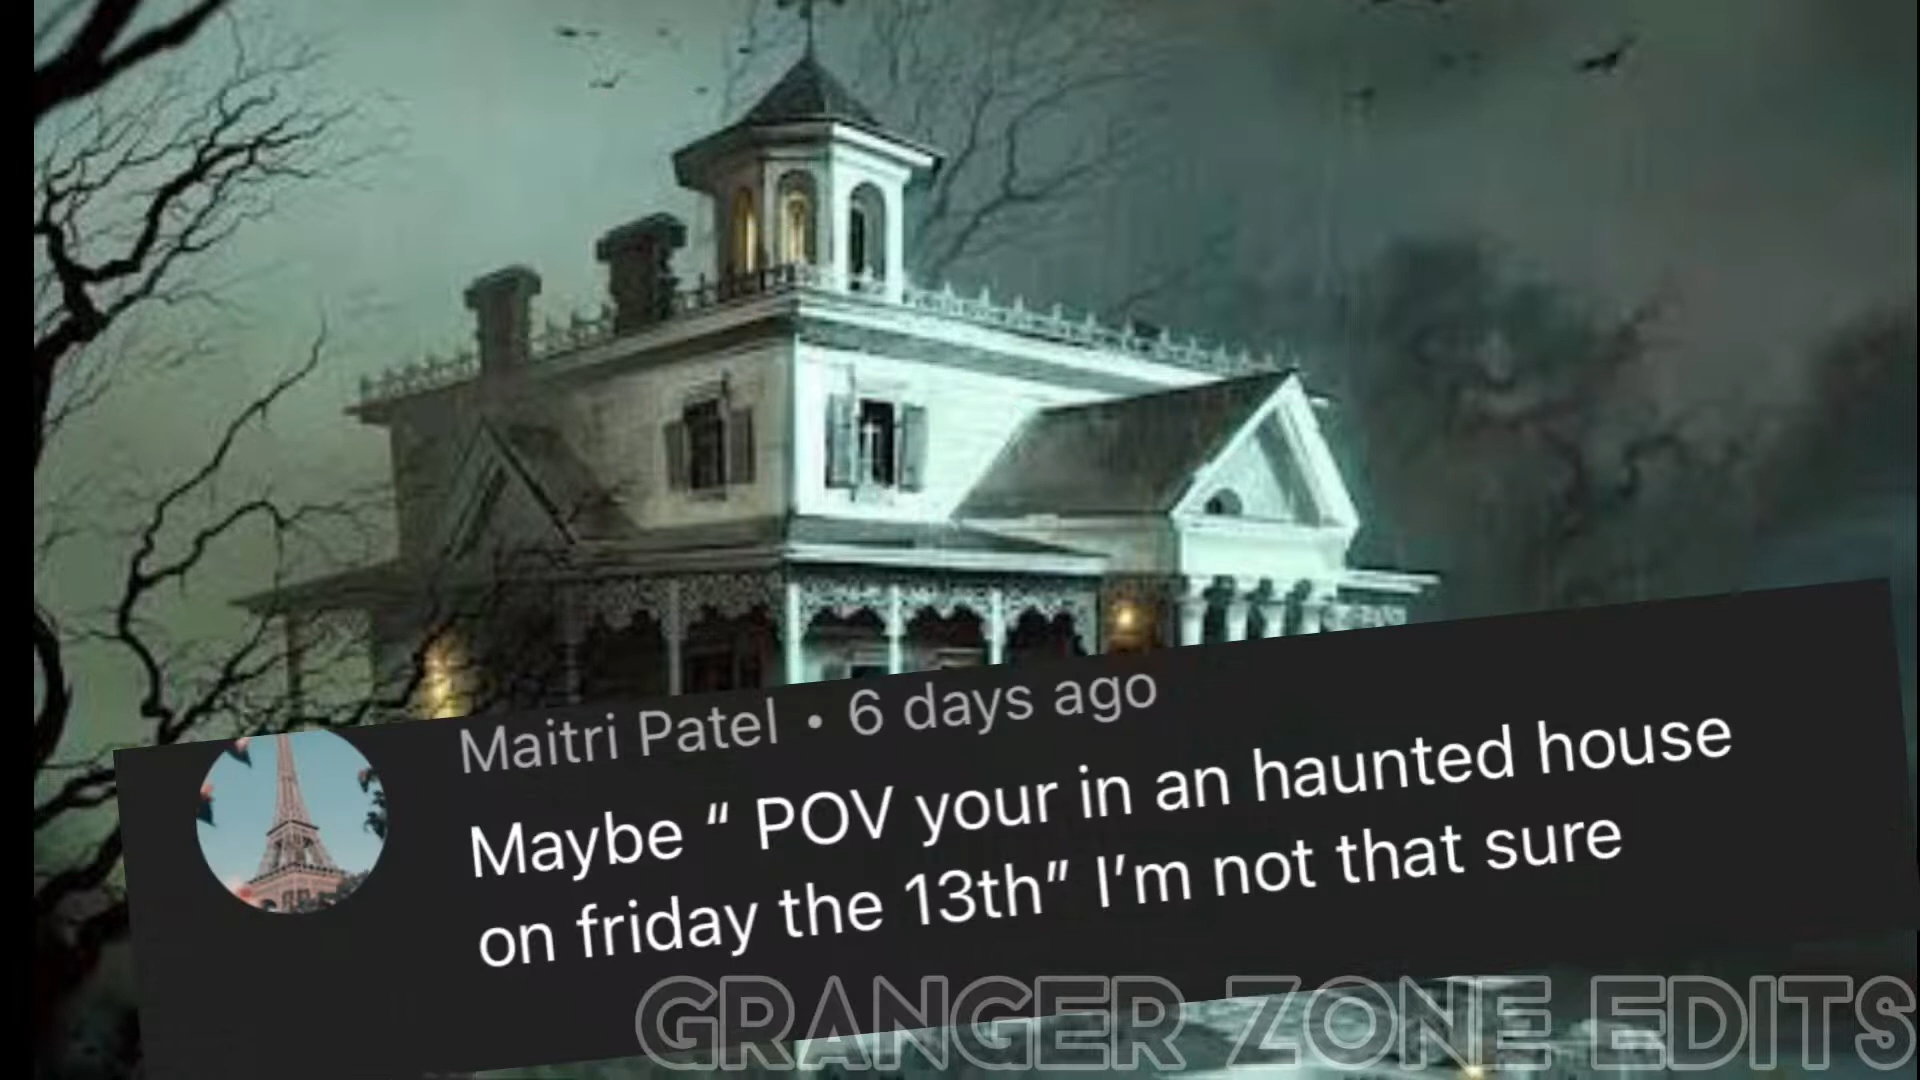 Maitri Patel • 6 days ago
Maybe “ POV your in an haunted house
on friday the 13th” I’m not that sure
GRANGER ZONE EDITS